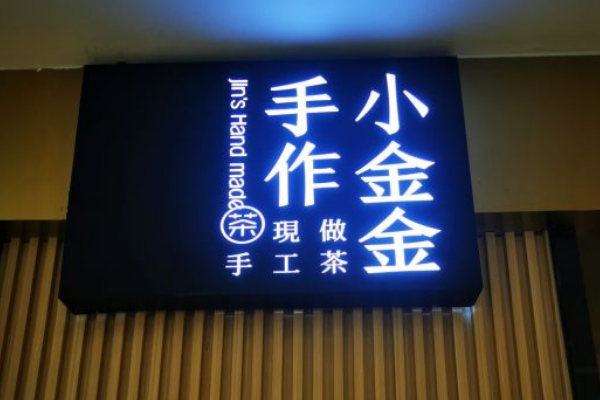 小金金
手作
Jin's Hand made
茶
現做
手工茶